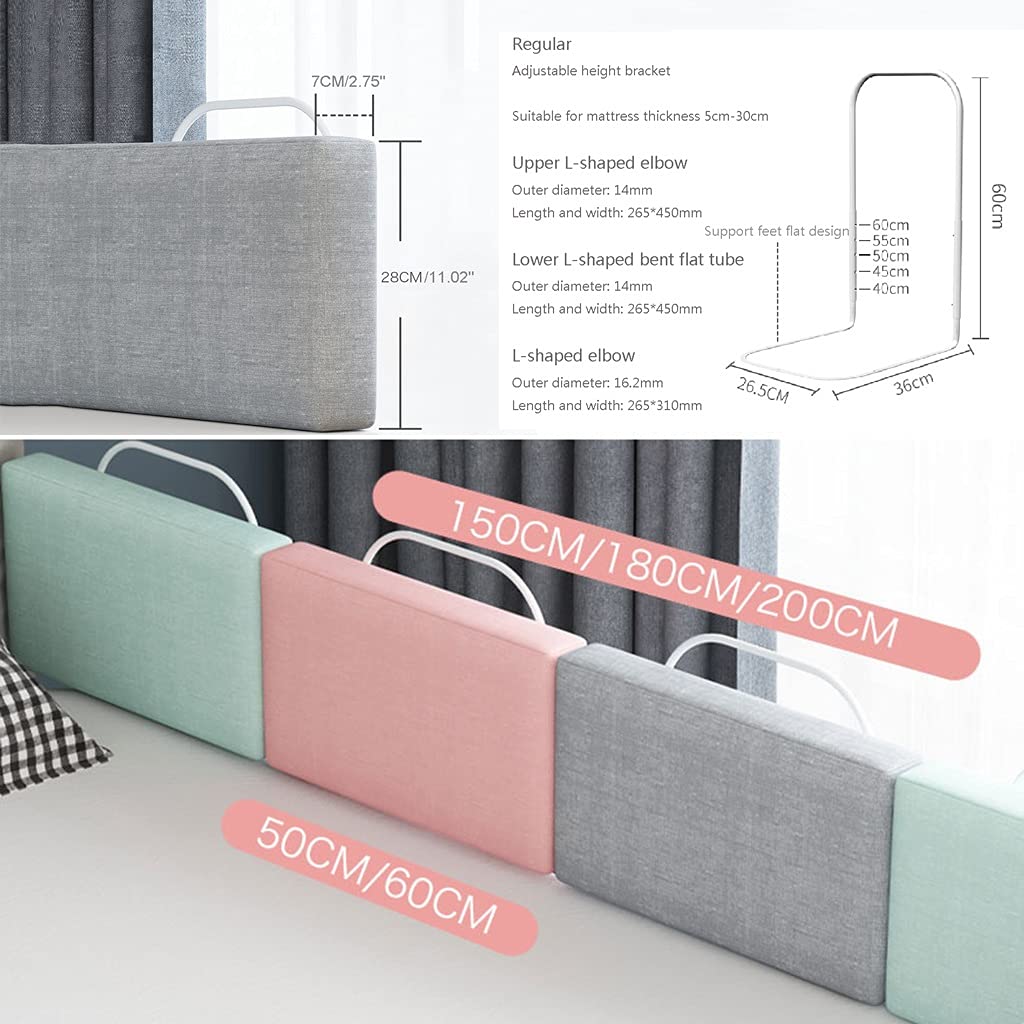 7CM/2.75"
28CM/11.02"
Regular
Adjustable height bracket
Suitable for mattress thickness 5cm-30cm
Upper L-shaped elbow
Outer diameter: 14mm
Length and width: 265*450mm
Support feet flat design
Lower L-shaped bent flat tube
Outer diameter: 14mm
Length and width: 265*450mm
L-shaped elbow
Outer diameter: 16.2mm
Length and width: 265*310mm
60cm
60cm
55cm
50cm
45cm
40cm
26.5CM
36cm
150CM/180CM/200CM
50CM/60CM